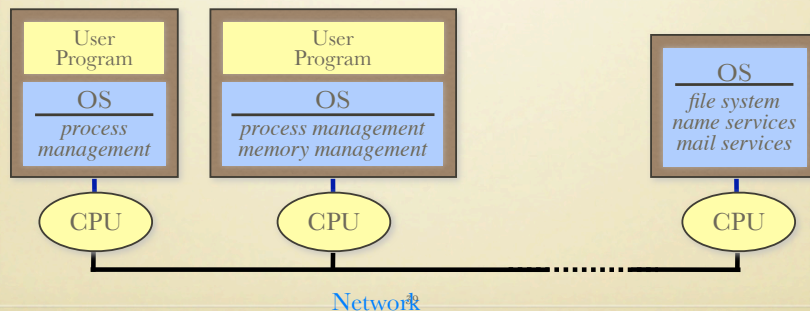 User
Program
OS
process
management
CPU
User
Program
OS
process management
memory management
CPU
OS
file system
name services
mail services
CPU
Network